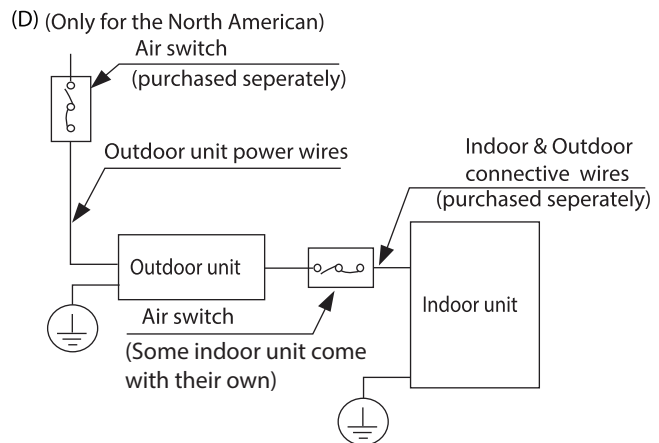 (D) (Only for the North American)
Air switch
(purchased seperately)
Outdoor unit power wires
Indoor & Outdoor
connective wires
(purchased seperately)
Outdoor unit
Indoor unit
Air switch
(Some indoor unit come
with their own)